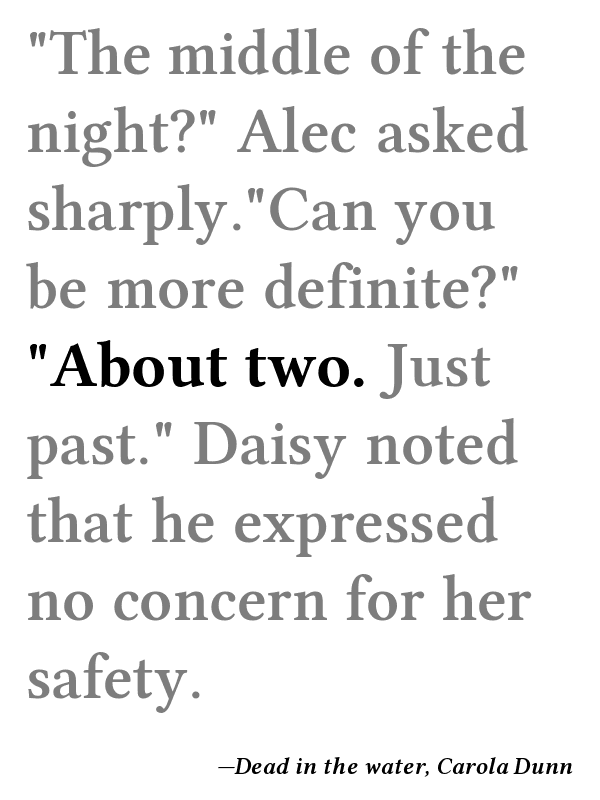 "The middle of the
night?" Alec asked
sharply."Can you
be more definite?"
"About two. Just
past." Daisy noted
that he expressed
no concern for her
safety.
—Dead in the water, Carola Dunn